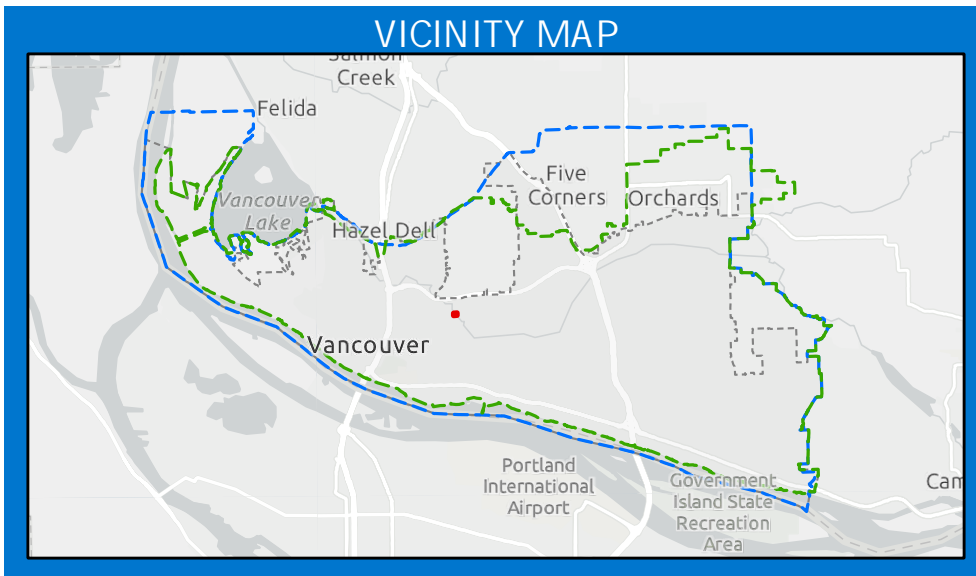 VICINITY MAP
Salmon
Creek
Felida
Vancouver
Lake
Hazel Dell
Five
Corners
Orchards
Vancouver
Portland
International
Airport
Government
Island State
Recreation
Area
Cam